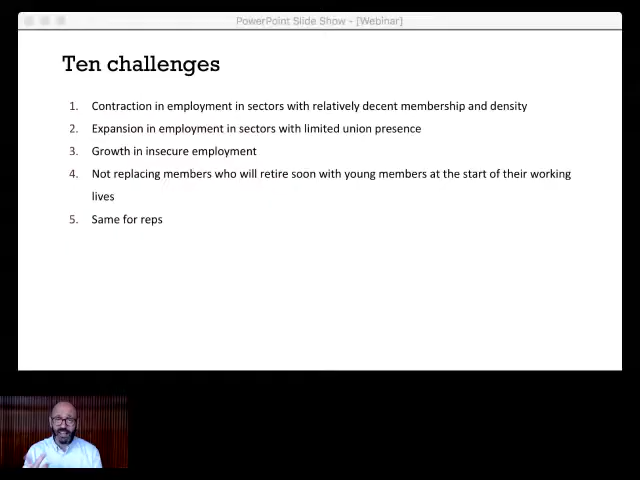 PowerPoint Slide Show - [Webinar]
Ten challenges
1. Contraction in employment in sectors with relatively decent membership and density
2. Expansion in employment in sectors with limited union presence
3. Growth in insecure employment
4. Not replacing members who will retire soon with young members at the start of their working
lives
5. Same for reps